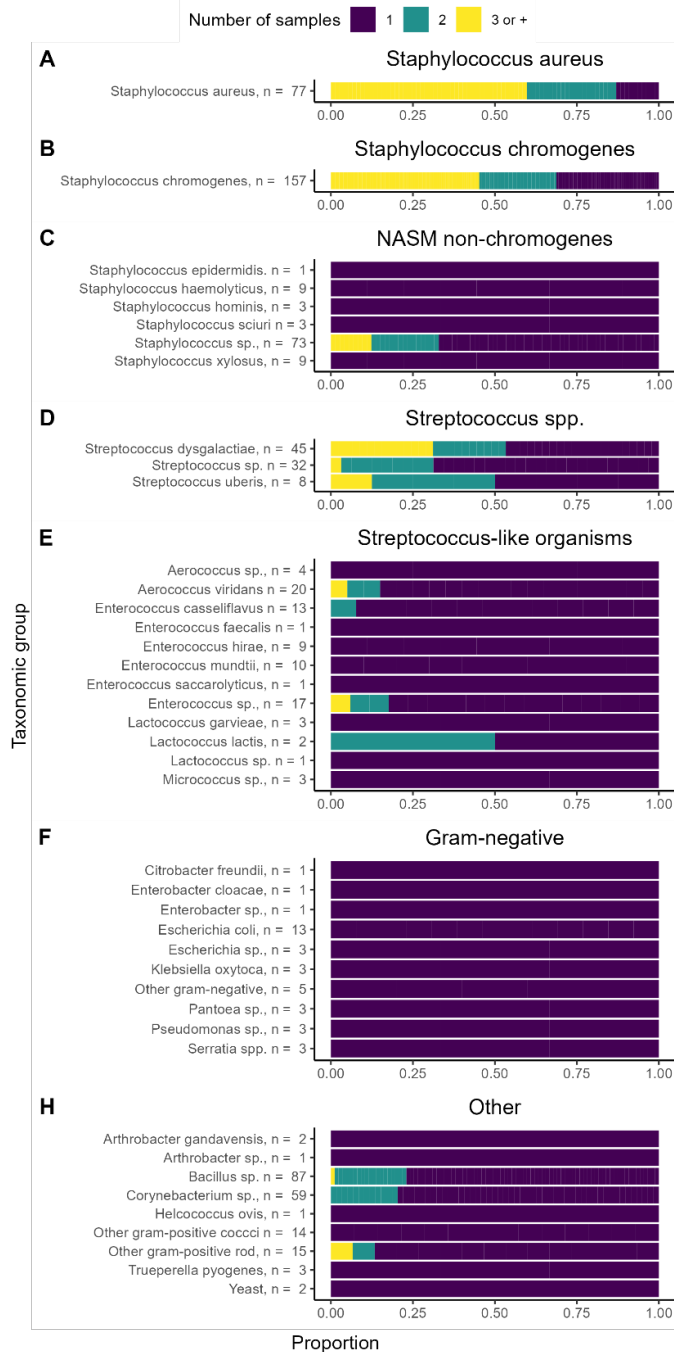 Number of samples 1 2 3 or +
A Staphylococcus aureus
Staphylococcus aureus, n = 77
0.00 0.25 0.50 0.75 1.00
B Staphylococcus chromogenes
Staphylococcus chromogenes, n = 157
0.00 0.25 0.50 0.75 1.00
C NASM non-chromogenes
Staphylococcus epidermidis. n = 1
Staphylococcus haemolyticus, n = 9
Staphylococcus hominis, n = 3
Staphylococcus sciuri n = 3
Staphylococcus sp., n = 73
Staphylococcus xylosus, n = 9
0.00 0.25 0.50 0.75 1.00
D Streptococcus spp.
Streptococcus dysgalactiae, n = 45
Streptococcus sp. n = 32
Streptococcus uberis, n = 8
0.00 0.25 0.50 0.75 1.00
E Streptococcus-like organisms
Aerococcus sp., n = 4
Aerococcus viridans n = 20
Enterococcus casseliflavus n = 13
Enterococcus faecalis n = 1
Enterococcus hirae, n = 9
Enterococcus mundtii, n = 10
Enterococcus saccarolyticus, n = 1
Enterococcus sp., n = 17
Lactococcus garvieae, n = 3
Lactococcus lactis, n = 2
Lactococcus sp. n = 1
Micrococcus sp., n = 3
0.00 0.25 0.50 0.75 1.00
Taxonomic group
F Gram-negative
Citrobacter freundii, n = 1
Enterobacter cloacae, n = 1
Enterobacter sp., n = 1
Escherichia coli, n = 13
Escherichia sp., n = 3
Klebsiella oxytoca, n = 3
Other gram-negative, n = 5
Pantoea sp., n = 3
Pseudomonas sp., n = 3
Serratia spp. n = 3
0.00 0.25 0.50 0.75 1.00
H Other
Arthrobacter gandavensis, n = 2
Arthrobacter sp., n = 1
Bacillus sp. n = 87
Corynebacterium sp., n = 59
Helcococcus ovis, n = 1
Other gram-positive coccci n = 14
Other gram-positive rod, n = 15
Trueperella pyogenes, n = 3
Yeast, n = 2
0.00 0.25 0.50 0.75 1.00
Proportion